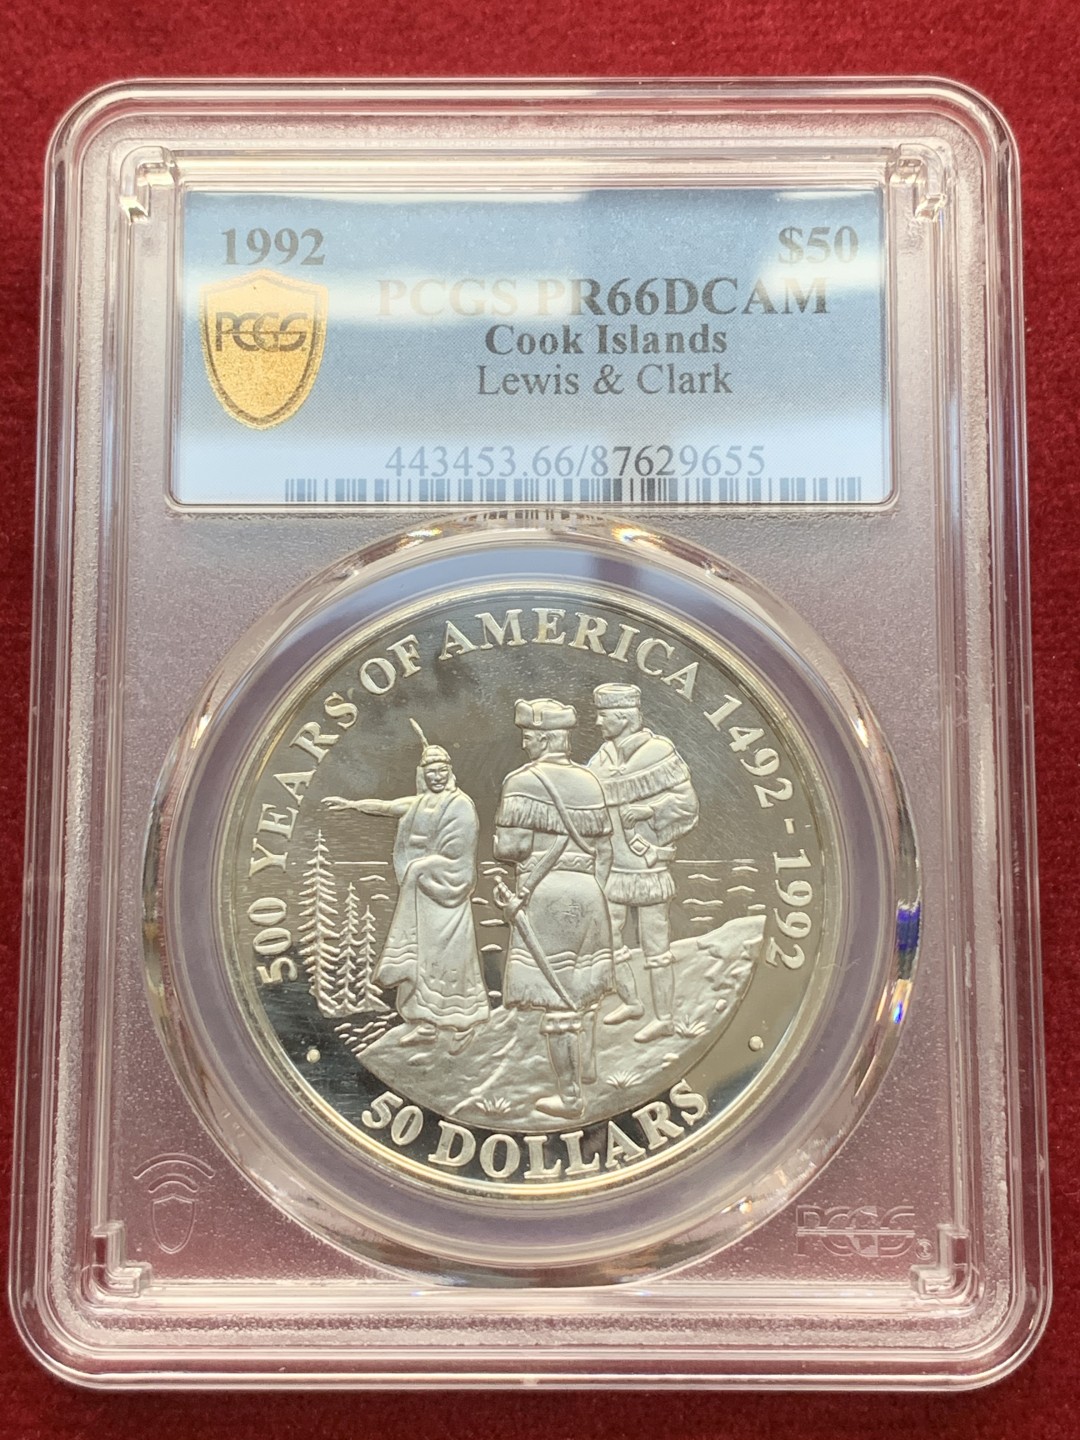 1992 $50
PCGS PR66DCAM
PCGS
Cook Islands
Lewis & Clark
443453.66/87629655
500 YEARS OF AMERICA 1492 - 1992
50 DOLLARS
PCGS